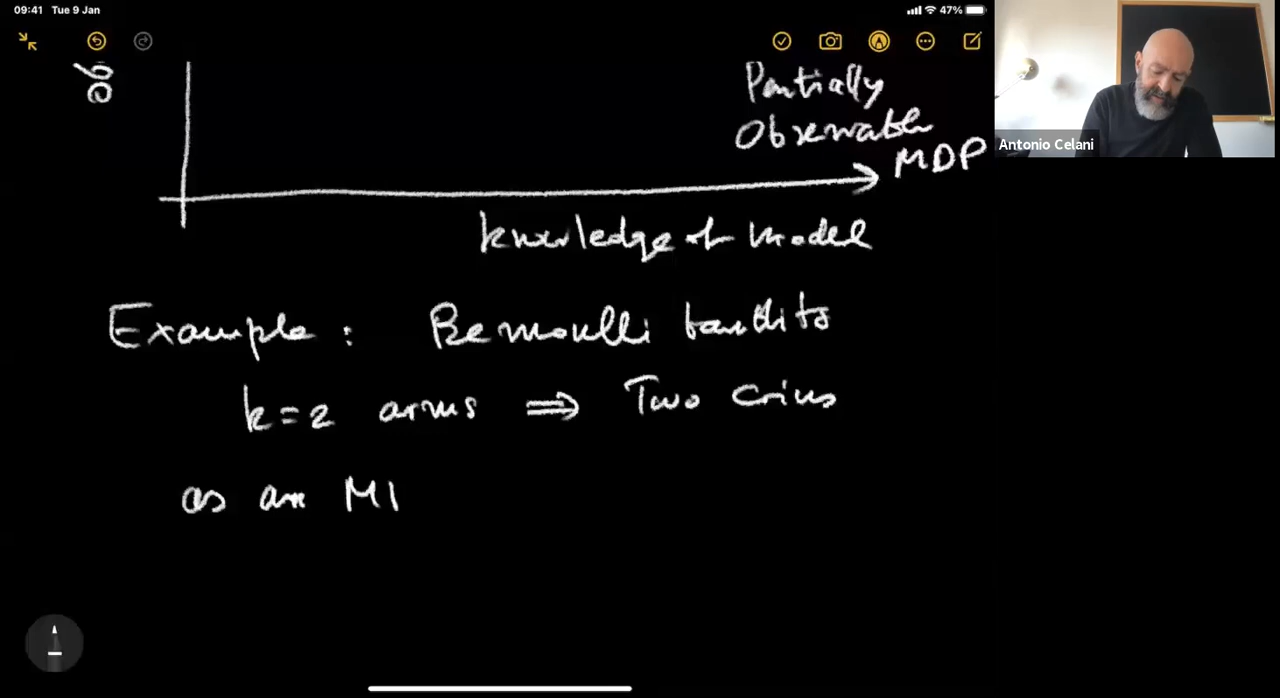 09:41 Tue 9 Jan
47%
ge
Partially
Observable
MDP
knowledge of model
Antonio Celani
Example: Bernoulli bandits
k=2 arms ⇒ Two coins
as an M